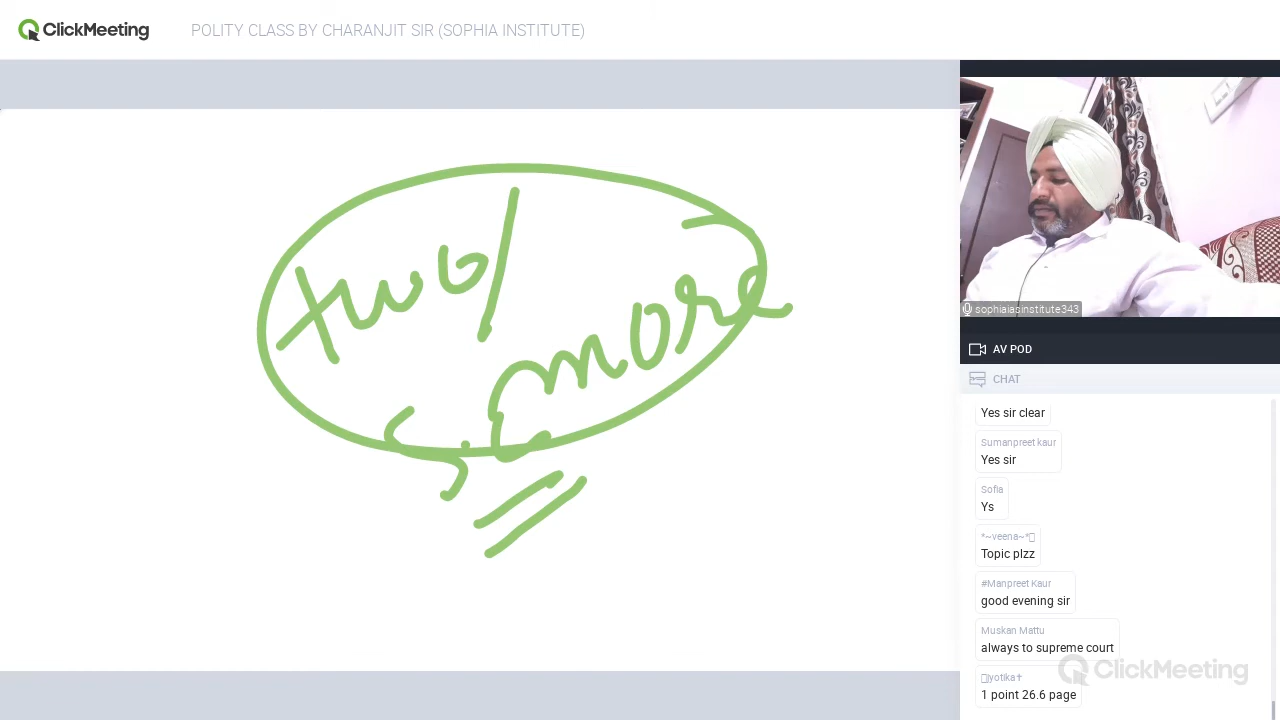 ClickMeeting
POLITY CLASS BY CHARANJIT SIR (SOPHIA INSTITUTE)
two/
more
S.C
sophiaiasinstitute343
AV POD
CHAT
Yes sir clear
Sumanpreet kaur
Yes sir
Sofia
Ys
*~veena~*
Topic plzz
#Manpreet Kaur
good evening sir
Muskan Mattu
always to supreme court
ClickMeeting
Jyotika✝
1 point 26.6 page